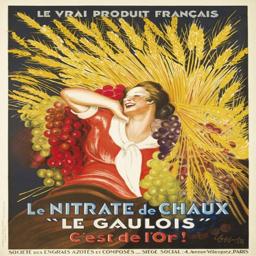 LE VRAI PRODUIT FRANÇAIS
LE NITRATE de CHAUX
"LE GAULOIS"
C'est de l'Or!
SOCIÉTÉ DES ENGRAIS AZOTÉS ET COMPOSÉS _ SIÈGE SOCIAL : 4, Avenue Vélasquez, PARIS